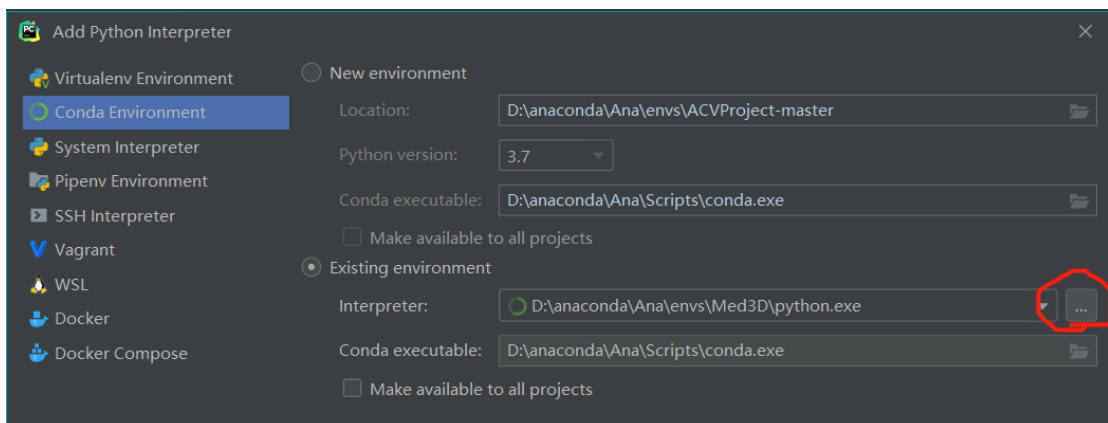 PC Add Python Interpreter
Virtualenv Environment
Conda Environment
System Interpreter
Pipenv Environment
SSH Interpreter
Vagrant
WSL
Docker
Docker Compose
New environment
Location: D:\anaconda\Ana\envs\ACVProject-master
Python version: 3.7
Conda executable: D:\anaconda\Ana\Scripts\conda.exe
Make available to all projects
Existing environment
Interpreter: D:\anaconda\Ana\envs\Med3D\python.exe ...
Conda executable: D:\anaconda\Ana\Scripts\conda.exe
Make available to all projects